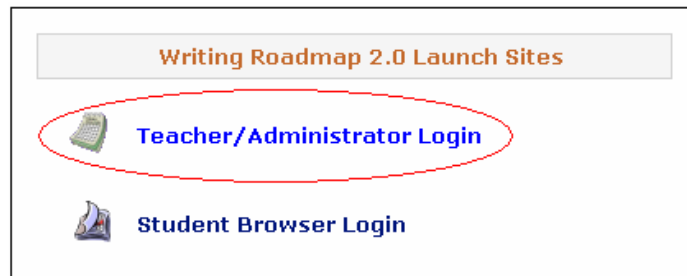 Writing Roadmap 2.0 Launch Sites
Teacher/Administrator Login
Student Browser Login